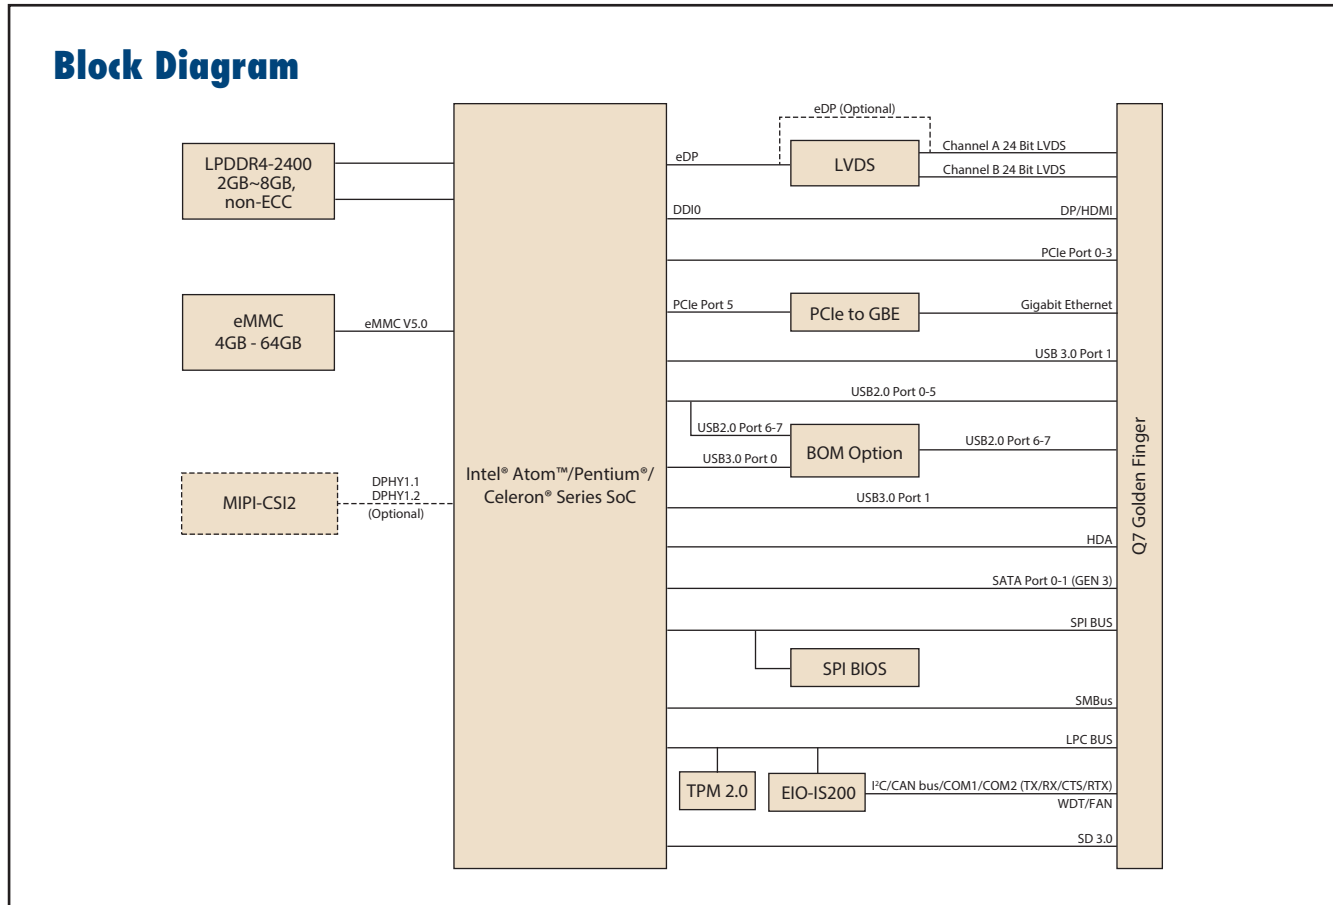 Block Diagram
LPDDR4-2400
2GB~8GB,
non-ECC
eMMC
4GB - 64GB
eMMC V5.0
MIPI-CSI2
DPHY1.1
DPHY1.2
(Optional)
Intel® Atom™/Pentium®/
Celeron® Series SoC
eDP (Optional)
eDP
LVDS
Channel A 24 Bit LVDS
Channel B 24 Bit LVDS
DDI0
DP/HDMI
PCIe Port 0-3
PCIe Port 5
PCIe to GBE
Gigabit Ethernet
USB 3.0 Port 1
USB2.0 Port 0-5
USB2.0 Port 6-7
USB3.0 Port 0
BOM Option
USB2.0 Port 6-7
USB3.0 Port 1
HDA
SATA Port 0-1 (GEN 3)
SPI BUS
SPI BIOS
SMBus
LPC BUS
TPM 2.0
EIO-IS200
I²C/CAN bus/COM1/COM2 (TX/RX/CTS/RTX)
WDT/FAN
SD 3.0
Q7 Golden Finger